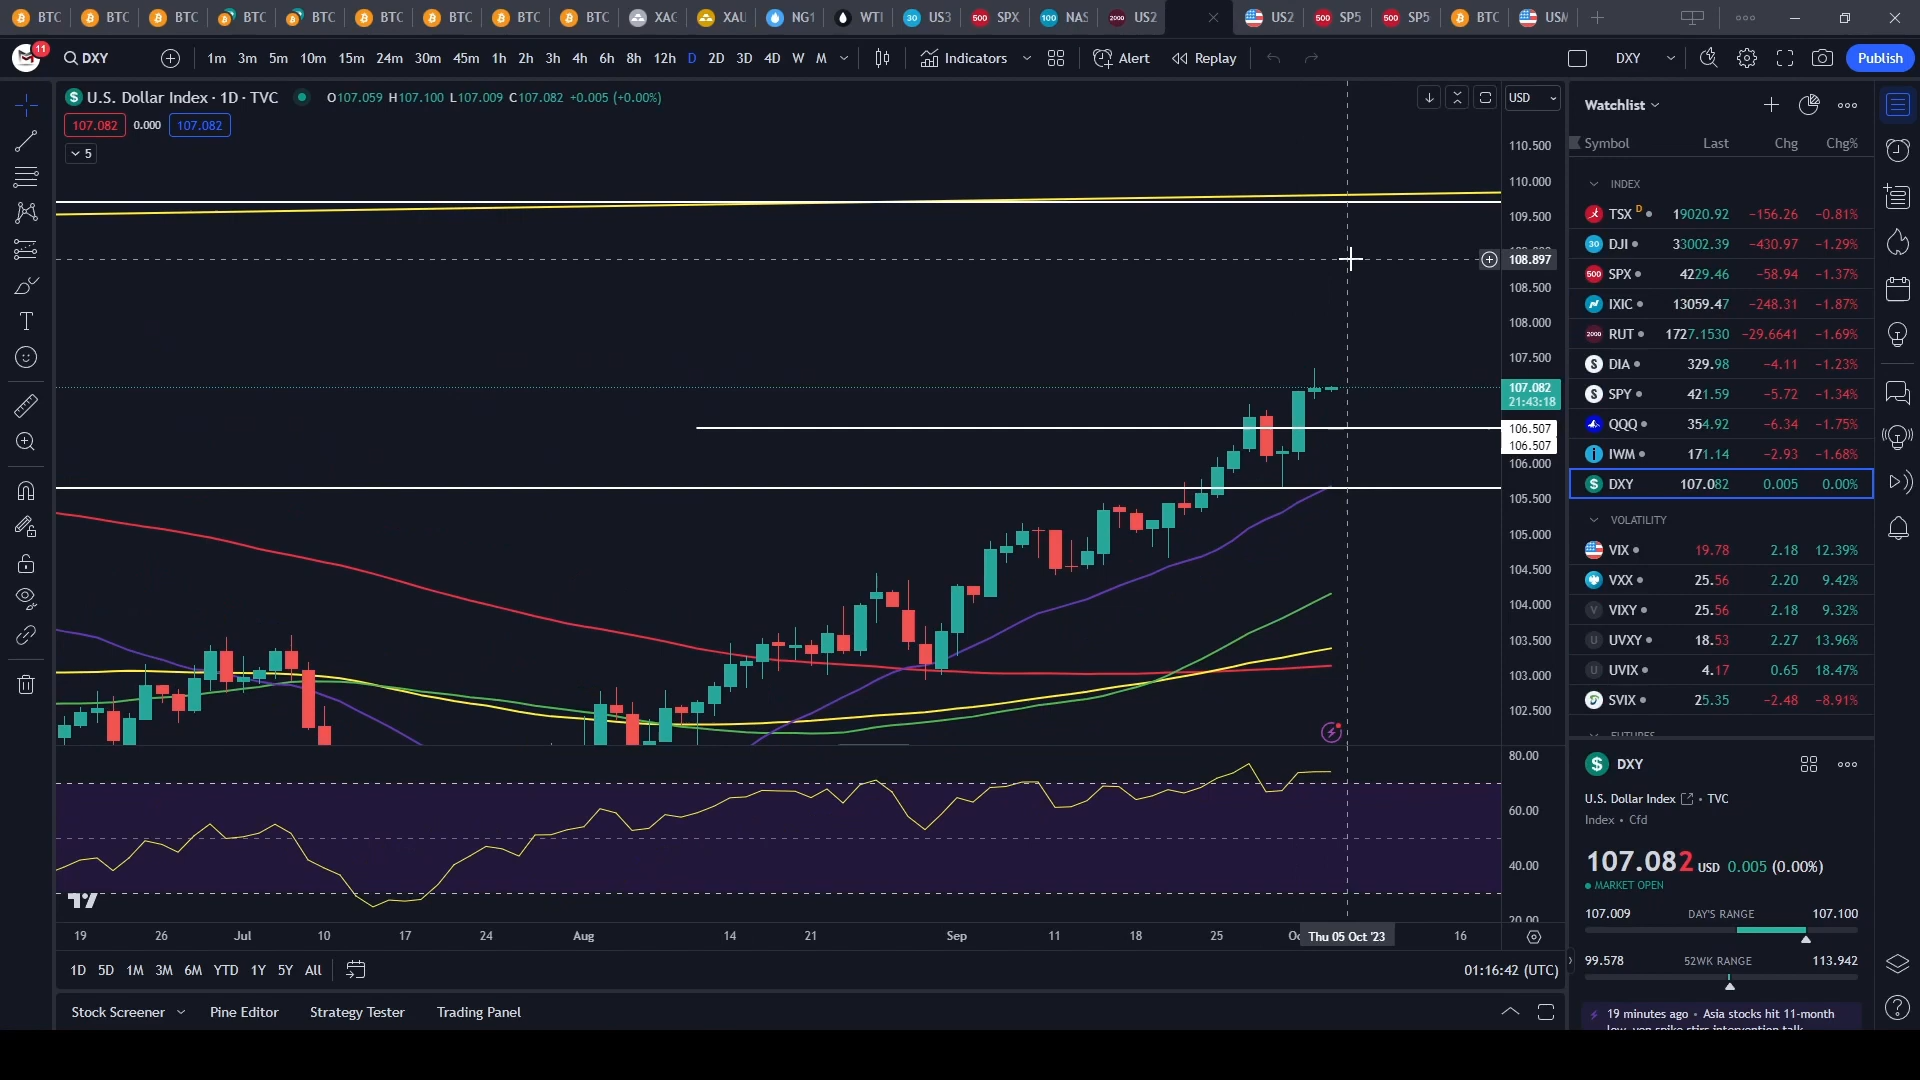 BTC BTC BTC BTC BTC BTC BTC BTC BTC XAG XAU NG1 WTI US3 SPX NAS US2 US2 SP5 SP5 BTC USM
11 DXY 1m 3m 5m 10m 15m 24m 30m 45m 1h 2h 3h 4h 6h 8h 12h D 2D 3D 4D W M Indicators Alert Replay DXY Publish
U.S. Dollar Index · 1D · TVC O107.059 H107.100 L107.009 C107.082 +0.005 (+0.00%) USD
107.082 0.000 107.082
5
110.500
110.000
109.500
108.897
108.500
108.000
107.500
107.082
21:43:18
106.507
106.507
106.000
105.500
105.000
104.500
104.000
103.500
103.000
102.500
80.00
60.00
40.00
20.00
19 26 Jul 10 17 24 Aug 14 21 Sep 11 18 25 Thu 05 Oct '23 16
1D 5D 1M 3M 6M YTD 1Y 5Y All 01:16:42 (UTC)
Stock Screener Pine Editor Strategy Tester Trading Panel
Watchlist
Symbol Last Chg Chg%
INDEX
TSX D 19020.92 −156.26 −0.81%
30 DJI 33002.39 −430.97 −1.29%
500 SPX 4229.46 −58.94 −1.37%
IXIC 13059.47 −248.31 −1.87%
2000 RUT 1727.1530 −29.6641 −1.69%
DIA 329.98 −4.11 −1.23%
SPY 421.59 −5.72 −1.34%
QQQ 354.92 −6.34 −1.75%
IWM 171.14 −2.93 −1.68%
DXY 107.082 0.005 0.00%
VOLATILITY
VIX 19.78 2.18 12.39%
VXX 25.56 2.20 9.42%
V VIXY 25.56 2.18 9.32%
U UVXY 18.53 2.27 13.96%
U UVIX 4.17 0.65 18.47%
SVIX 25.35 −2.48 −8.91%
FUTURES
DXY
U.S. Dollar Index • TVC
Index • Cfd
107.082 USD 0.005 (0.00%)
MARKET OPEN
107.009 DAY'S RANGE 107.100
99.578 52WK RANGE 113.942
19 minutes ago • Asia stocks hit 11-month
low, yen spike stirs intervention talk